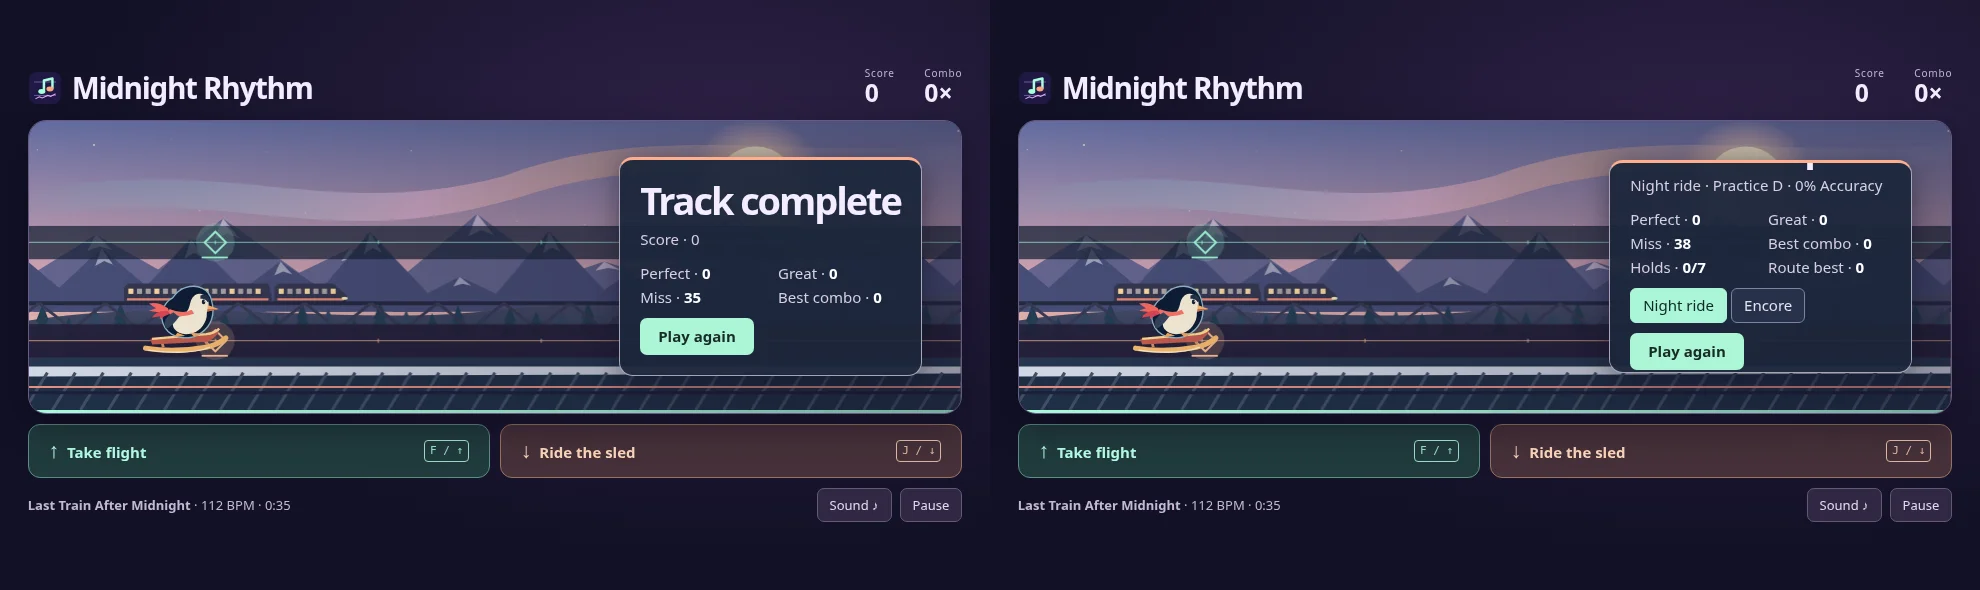 Midnight Rhythm
Score
0
Combo
0×
Track complete
Score · 0
Perfect · 0
Great · 0
Miss · 35
Best combo · 0
Play again
↑ Take flight
F / ↑
↓ Ride the sled
J / ↓
Last Train After Midnight · 112 BPM · 0:35
Sound ♪
Pause
Midnight Rhythm
Score
0
Combo
0×
Night ride · Practice D · 0% Accuracy
Perfect · 0
Great · 0
Miss · 38
Best combo · 0
Holds · 0/7
Route best · 0
Night ride
Encore
Play again
↑ Take flight
F / ↑
↓ Ride the sled
J / ↓
Last Train After Midnight · 112 BPM · 0:35
Sound ♪
Pause